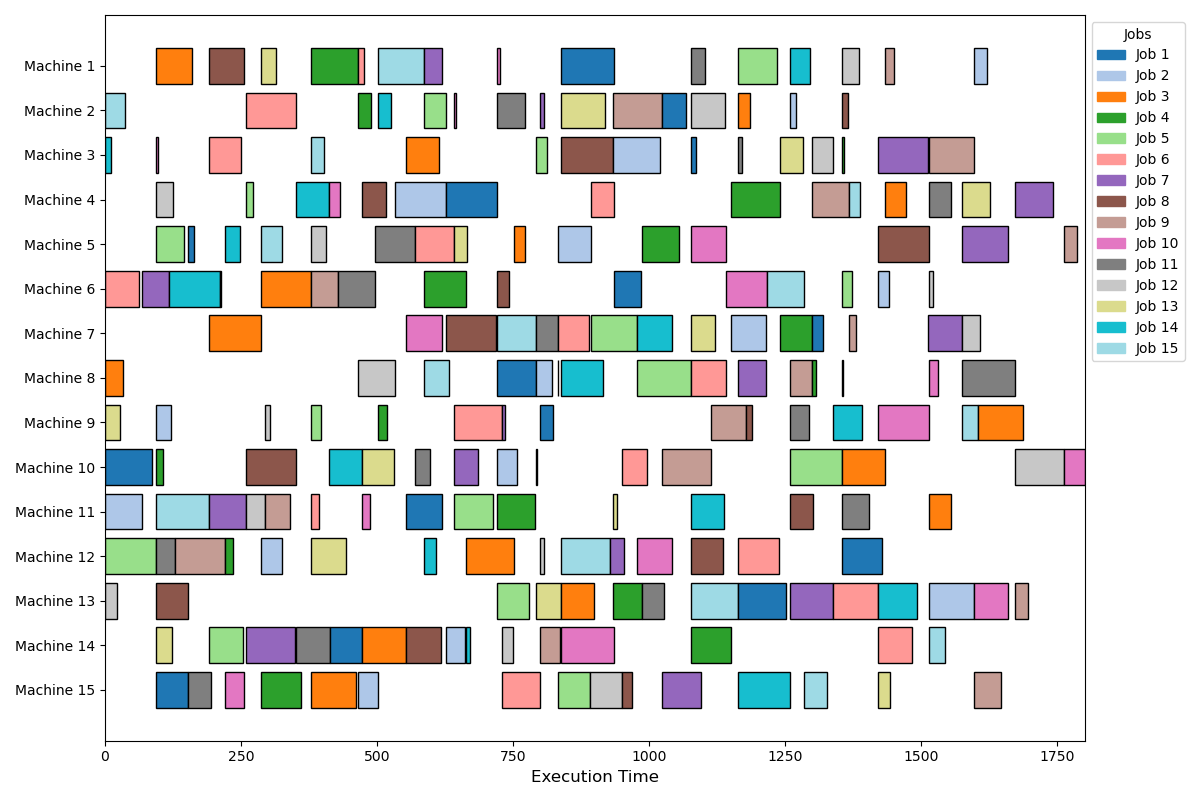 Machine 1
Machine 2
Machine 3
Machine 4
Machine 5
Machine 6
Machine 7
Machine 8
Machine 9
Machine 10
Machine 11
Machine 12
Machine 13
Machine 14
Machine 15
0 250 500 750 1000 1250 1500 1750
Execution Time
Jobs
Job 1
Job 2
Job 3
Job 4
Job 5
Job 6
Job 7
Job 8
Job 9
Job 10
Job 11
Job 12
Job 13
Job 14
Job 15